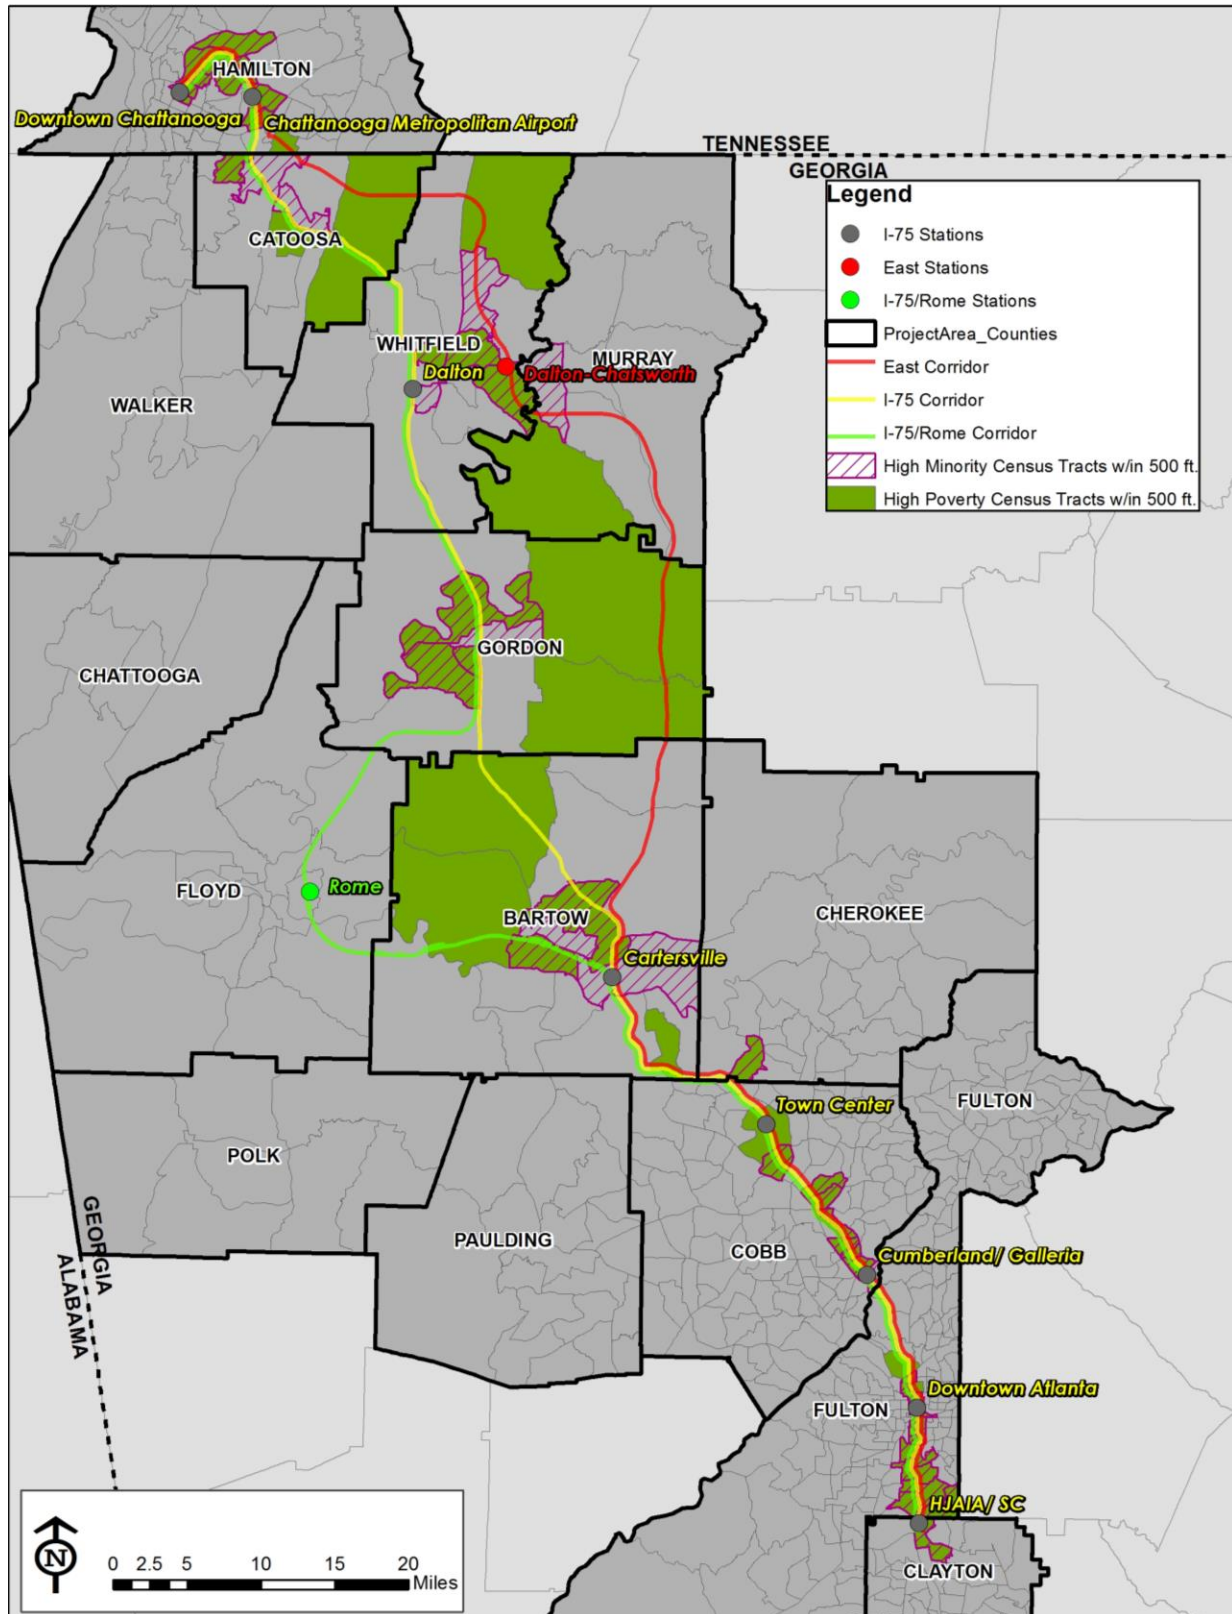 HAMILTON
Downtown Chattanooga
Chattanooga Metropolitan Airport
TENNESSEE
GEORGIA
Legend
I-75 Stations
East Stations
I-75/Rome Stations
ProjectArea_Counties
East Corridor
I-75 Corridor
I-75/Rome Corridor
High Minority Census Tracts w/in 500 ft.
High Poverty Census Tracts w/in 500 ft.
CATOOSA
WHITFIELD
MURRAY
Dalton
Dalton-Chatsworth
WALKER
GORDON
CHATTOOGA
FLOYD
Rome
BARTOW
CHEROKEE
Cartersville
Town Center
FULTON
POLK
PAULDING
COBB
Cumberland/ Galleria
GEORGIA
ALABAMA
Downtown Atlanta
FULTON
HJAIA/ SC
CLAYTON
N
0 2.5 5 10 15 20
Miles